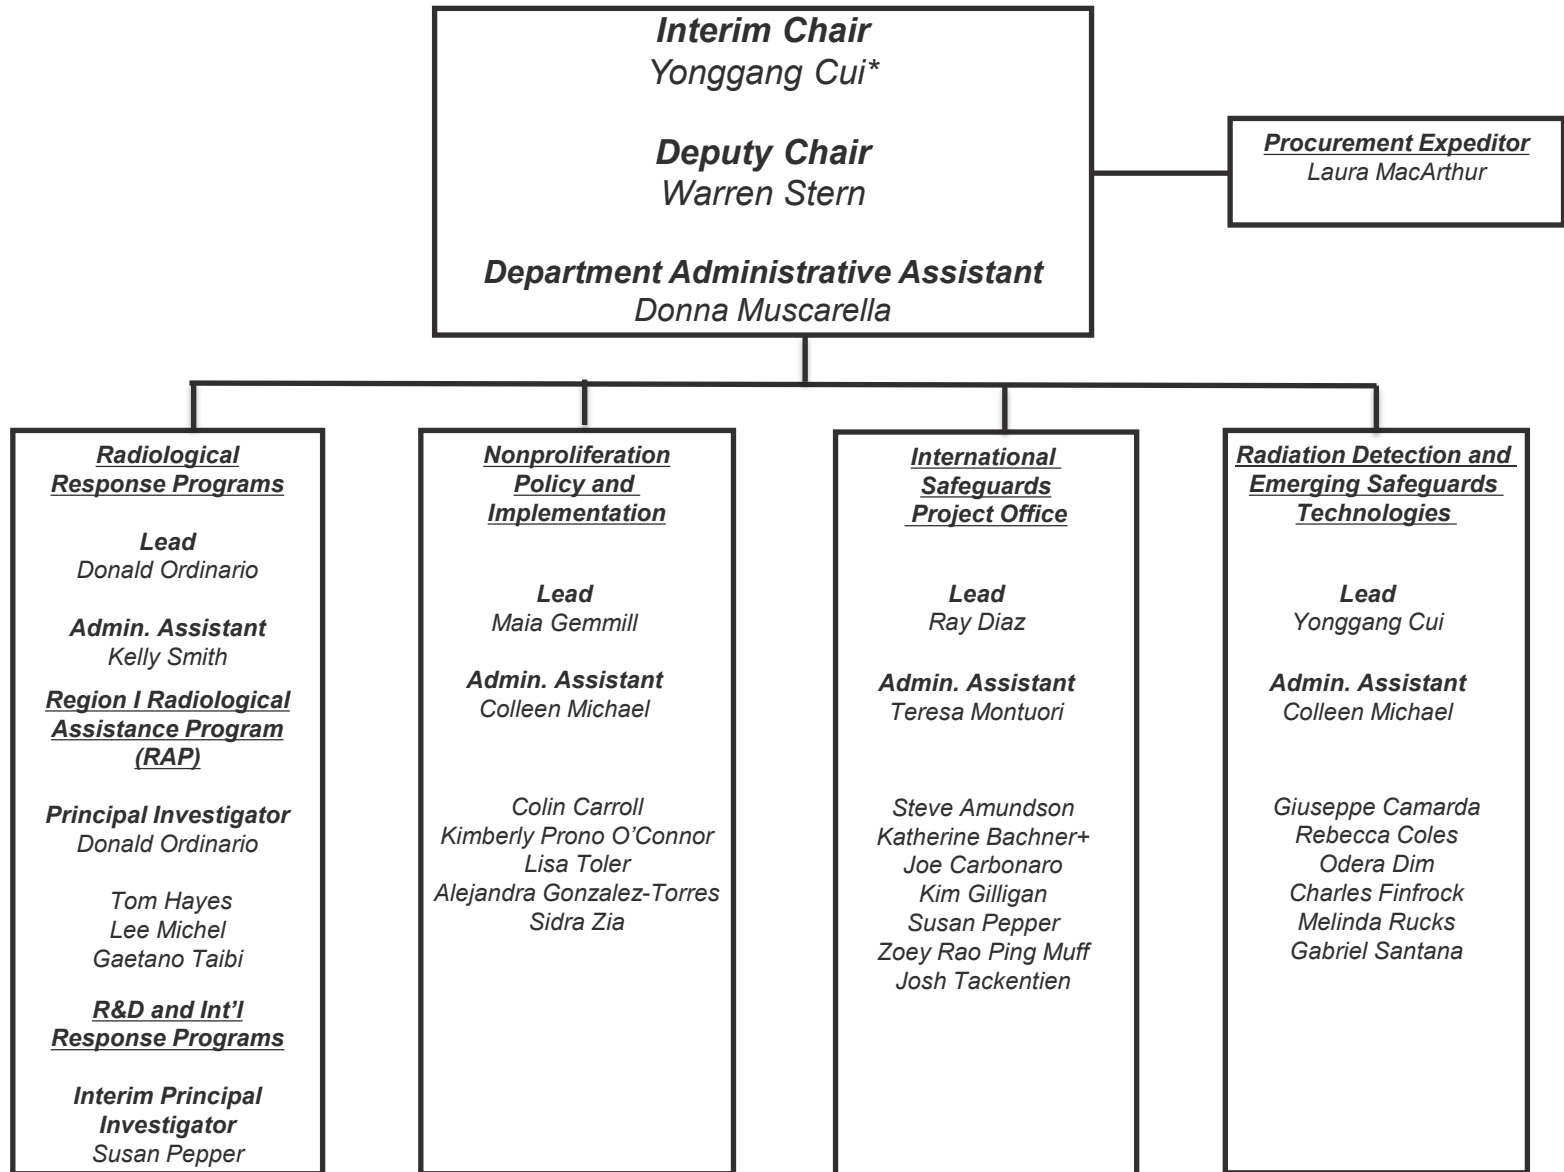 Interim Chair
Yonggang Cui*
Deputy Chair
Warren Stern
Department Administrative Assistant
Donna Muscarella
Procurement Expeditor
Laura MacArthur
Radiological
Response Programs
Lead
Donald Ordinario
Admin. Assistant
Kelly Smith
Region I Radiological
Assistance Program
(RAP)
Principal Investigator
Donald Ordinario
Tom Hayes
Lee Michel
Gaetano Taibi
R&D and Int’l
Response Programs
Interim Principal
Investigator
Susan Pepper
Nonproliferation
Policy and
Implementation
Lead
Maia Gemmill
Admin. Assistant
Colleen Michael
Colin Carroll
Kimberly Prono O’Connor
Lisa Toler
Alejandra Gonzalez-Torres
Sidra Zia
International
Safeguards
Project Office
Lead
Ray Diaz
Admin. Assistant
Teresa Montuori
Steve Amundson
Katherine Bachner+
Joe Carbonaro
Kim Gilligan
Susan Pepper
Zoey Rao Ping Muff
Josh Tackentien
Radiation Detection and
Emerging Safeguards
Technologies
Lead
Yonggang Cui
Admin. Assistant
Colleen Michael
Giuseppe Camarda
Rebecca Coles
Odera Dim
Charles Finfrock
Melinda Rucks
Gabriel Santana